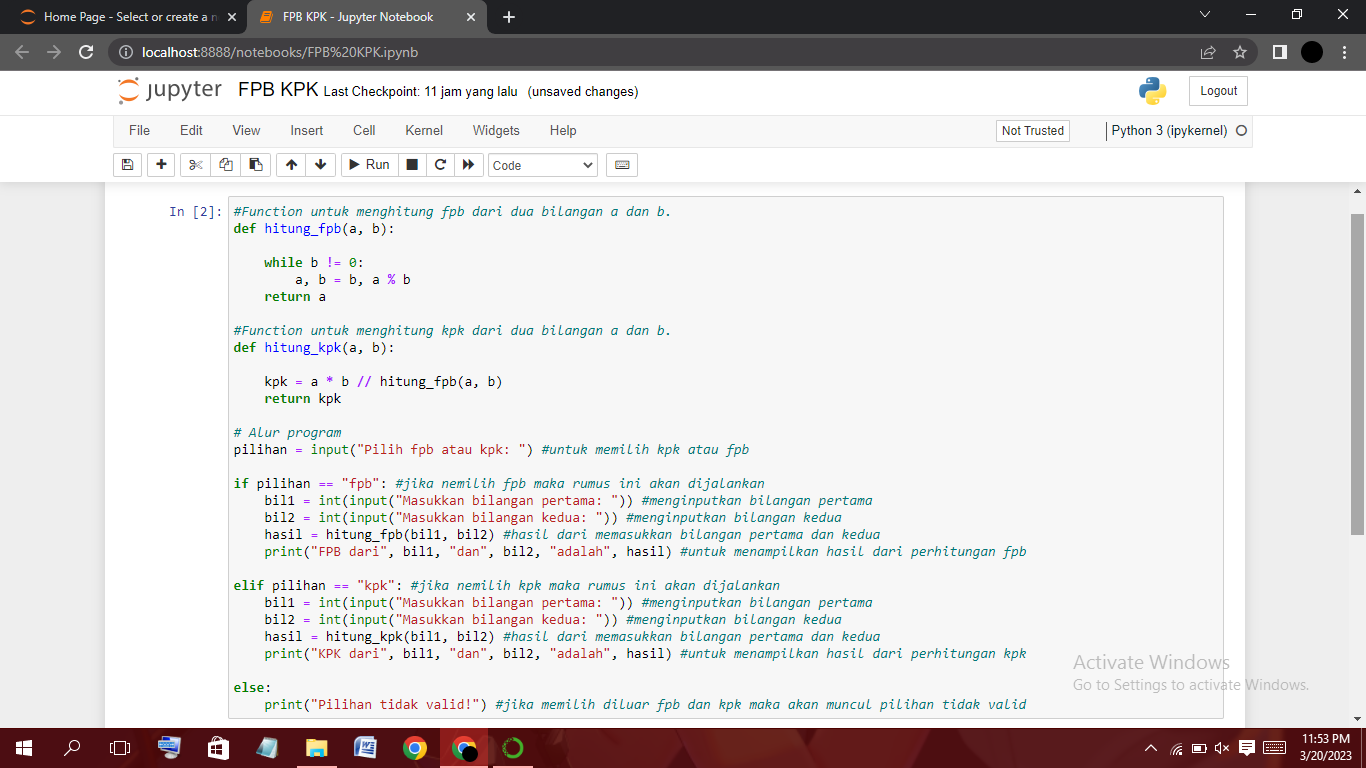 Home Page - Select or create a n
FPB KPK - Jupyter Notebook
localhost:8888/notebooks/FPB%20KPK.ipynb
jupyter FPB KPK Last Checkpoint: 11 jam yang lalu (unsaved changes)
Logout
File Edit View Insert Cell Kernel Widgets Help
Not Trusted
Python 3 (ipykernel)
Run
Code
In [2]:
#Function untuk menghitung fpb dari dua bilangan a dan b.
def hitung_fpb(a, b):
    while b != 0:
        a, b = b, a % b
    return a
#Function untuk menghitung kpk dari dua bilangan a dan b.
def hitung_kpk(a, b):
    kpk = a * b // hitung_fpb(a, b)
    return kpk
# Alur program
pilihan = input("Pilih fpb atau kpk: ") #untuk memilih kpk atau fpb
if pilihan == "fpb": #jika nemilih fpb maka rumus ini akan dijalankan
    bil1 = int(input("Masukkan bilangan pertama: ")) #menginputkan bilangan pertama
    bil2 = int(input("Masukkan bilangan kedua: ")) #menginputkan bilangan kedua
    hasil = hitung_fpb(bil1, bil2) #hasil dari memasukkan bilangan pertama dan kedua
    print("FPB dari", bil1, "dan", bil2, "adalah", hasil) #untuk menampilkan hasil dari perhitungan fpb
elif pilihan == "kpk": #jika nemilih kpk maka rumus ini akan dijalankan
    bil1 = int(input("Masukkan bilangan pertama: ")) #menginputkan bilangan pertama
    bil2 = int(input("Masukkan bilangan kedua: ")) #menginputkan bilangan kedua
    hasil = hitung_kpk(bil1, bil2) #hasil dari memasukkan bilangan pertama dan kedua
    print("KPK dari", bil1, "dan", bil2, "adalah", hasil) #untuk menampilkan hasil dari perhitungan kpk
else:
    print("Pilihan tidak valid!") #jika memilih diluar fpb dan kpk maka akan muncul pilihan tidak valid
Activate Windows
Go to Settings to activate Windows.
11:53 PM
3/20/2023